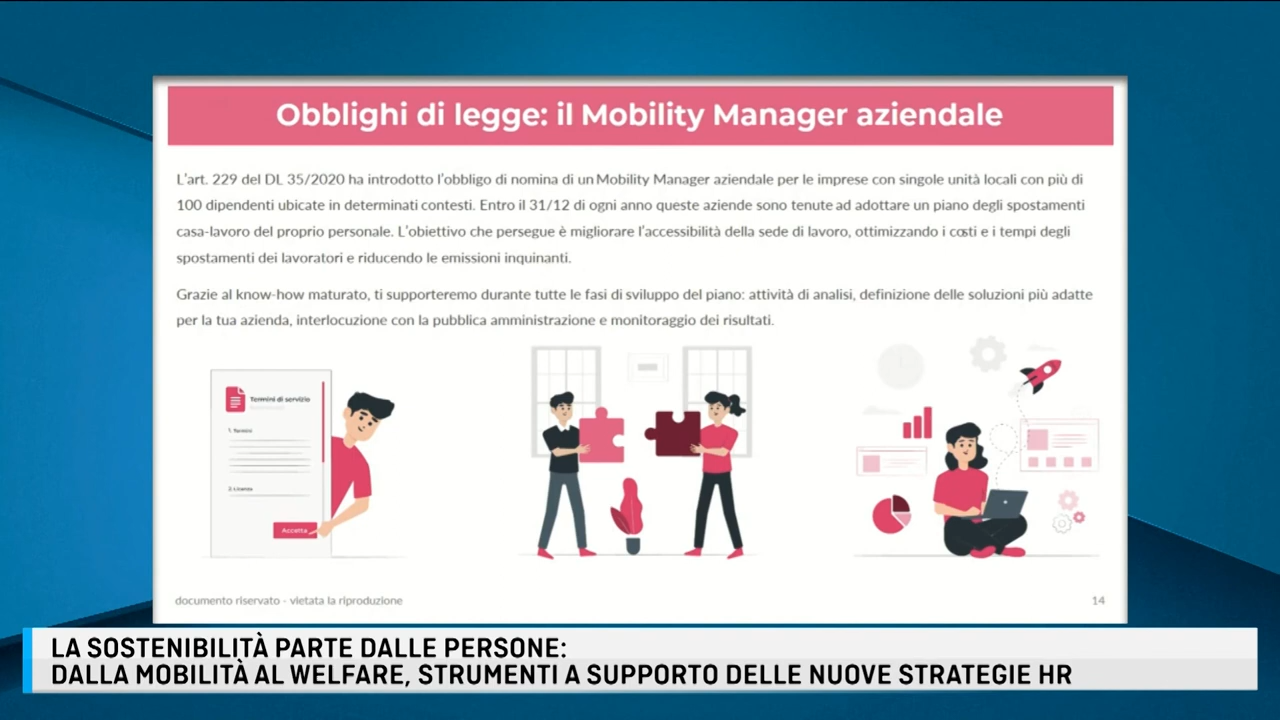 Obblighi di legge: il Mobility Manager aziendale
L'art. 229 del DL 35/2020 ha introdotto l'obbligo di nomina di un Mobility Manager aziendale per le imprese con singole unità locali con più di
100 dipendenti ubicate in determinati contesti. Entro il 31/12 di ogni anno queste aziende sono tenute ad adottare un piano degli spostamenti
casa-lavoro del proprio personale. L'obiettivo che persegue è migliorare l'accessibilità della sede di lavoro, ottimizzando i costi e i tempi degli
spostamenti dei lavoratori e riducendo le emissioni inquinanti.
Grazie al know-how maturato, ti supporteremo durante tutte le fasi di sviluppo del piano: attività di analisi, definizione delle soluzioni più adatte
per la tua azienda, interlocuzione con la pubblica amministrazione e monitoraggio dei risultati.
Termini di servizio
1. Termini
2. Licenza
Accetta
documento riservato - vietata la riproduzione
14
LA SOSTENIBILITÀ PARTE DALLE PERSONE:
DALLA MOBILITÀ AL WELFARE, STRUMENTI A SUPPORTO DELLE NUOVE STRATEGIE HR